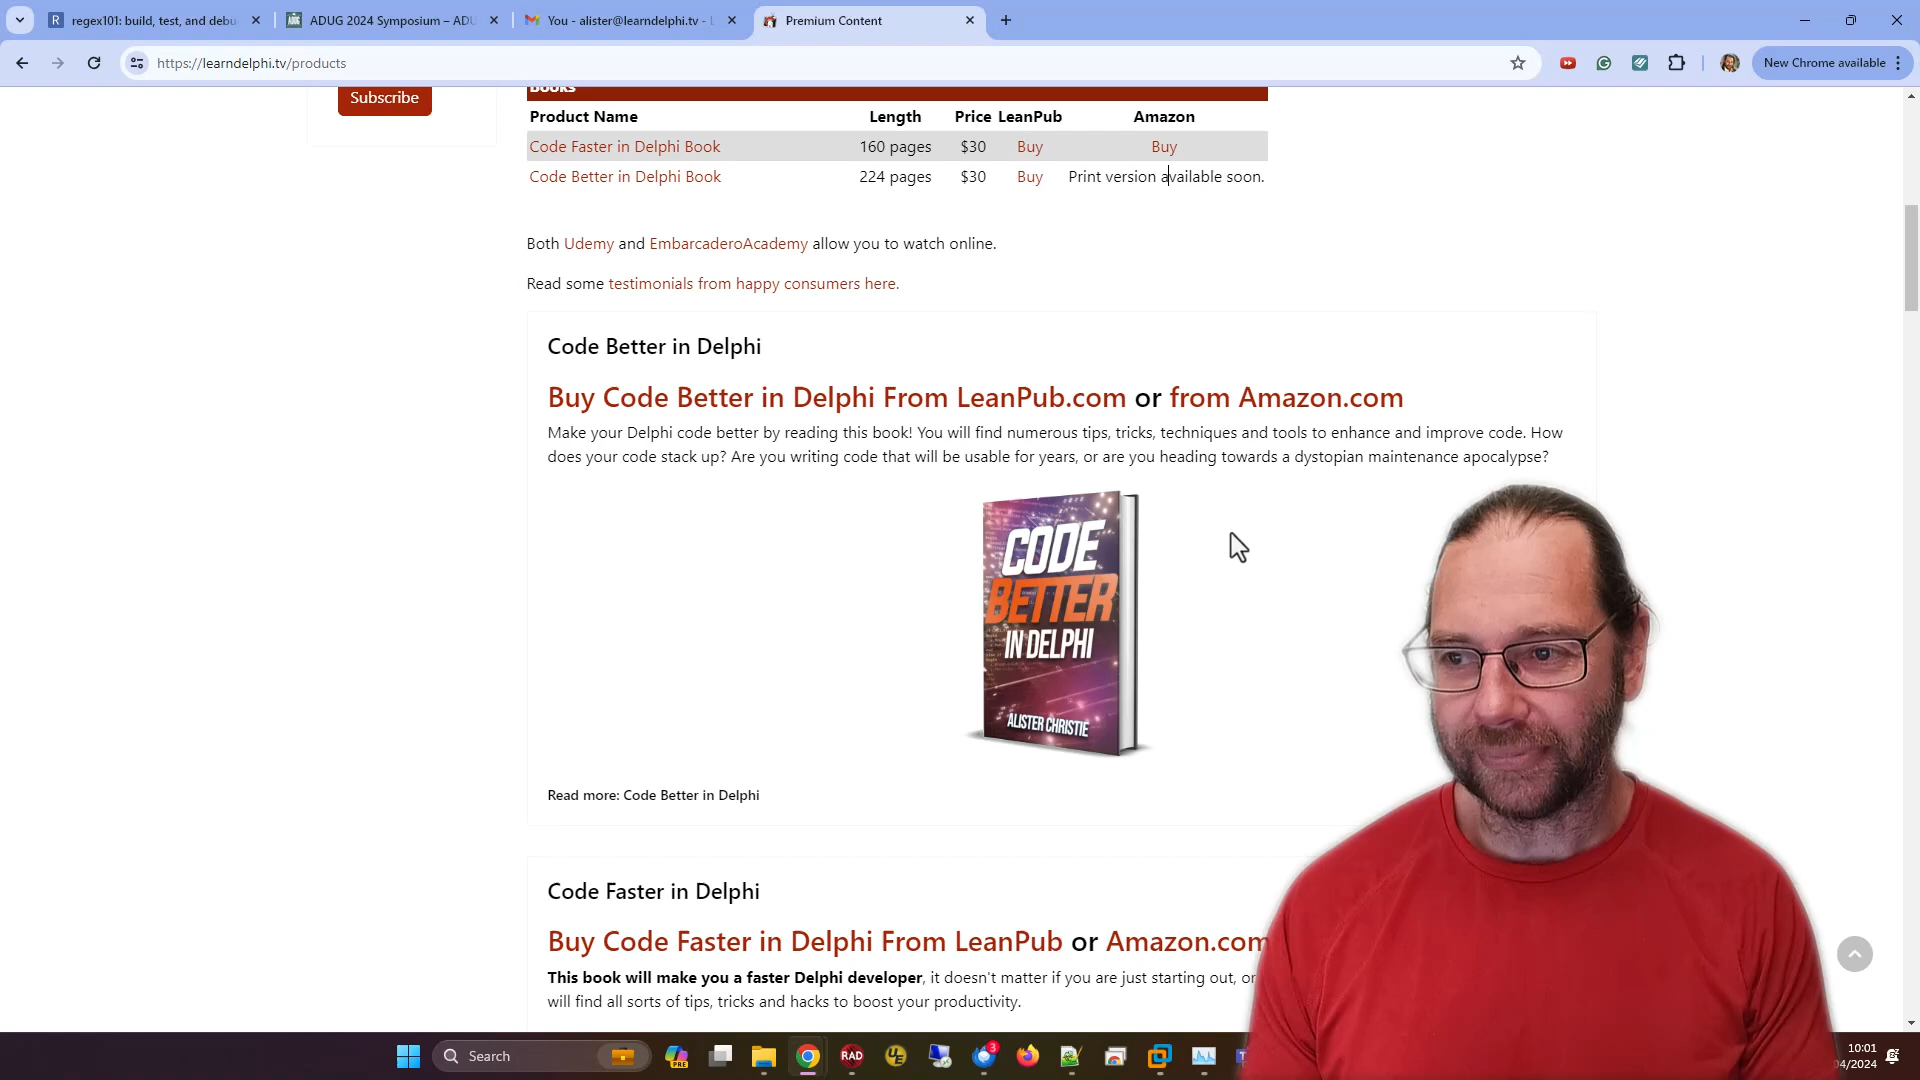 regex101: build, test, and debu
ADUG 2024 Symposium – ADU
You - alister@learndelphi.tv - L
Premium Content
https://learndelphi.tv/products
New Chrome available
Subscribe
Books
Product Name Length Price LeanPub Amazon
Code Faster in Delphi Book 160 pages $30 Buy Buy
Code Better in Delphi Book 224 pages $30 Buy Print version available soon.
Both Udemy and EmbarcaderoAcademy allow you to watch online.
Read some testimonials from happy consumers here.
Code Better in Delphi
Buy Code Better in Delphi From LeanPub.com or from Amazon.com
Make your Delphi code better by reading this book! You will find numerous tips, tricks, techniques and tools to enhance and improve code. How
does your code stack up? Are you writing code that will be usable for years, or are you heading towards a dystopian maintenance apocalypse?
CODE
BETTER
IN DELPHI
ALISTER CHRISTIE
Read more: Code Better in Delphi
Code Faster in Delphi
Buy Code Faster in Delphi From LeanPub or Amazon.com
This book will make you a faster Delphi developer, it doesn't matter if you are just starting out, or
will find all sorts of tips, tricks and hacks to boost your productivity.
Search
PRE
RAD
UE
3
10:01
04/2024